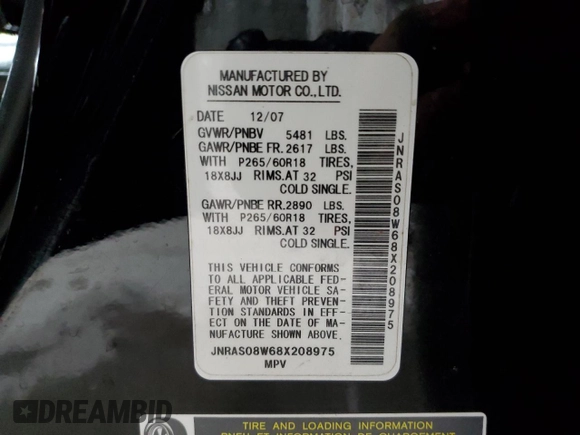 MANUFACTURED BY
NISSAN MOTOR CO.,LTD.
DATE 12/07
GVWR/PNBV 5481 LBS.
GAWR/PNBE FR. 2617 LBS.
WITH P265/60R18 TIRES,
18X8JJ RIMS.AT 32 PSI
COLD SINGLE.
GAWR/PNBE RR.2890 LBS.
WITH P265/60R18 TIRES,
18X8JJ RIMS.AT 32 PSI
COLD SINGLE.
THIS VEHICLE CONFORMS
TO ALL APPLICABLE FED-
ERAL MOTOR VEHICLE SA-
FETY AND THEFT PREVEN-
TION STANDARDS IN EFF-
ECT ON THE DATE OF MAN-
UFACTURE SHOWN ABOVE.
JNRAS08W68X208975
MPV
JNRAS08W68X208975
TIRE AND LOADING INFORMATION
DREAMBID